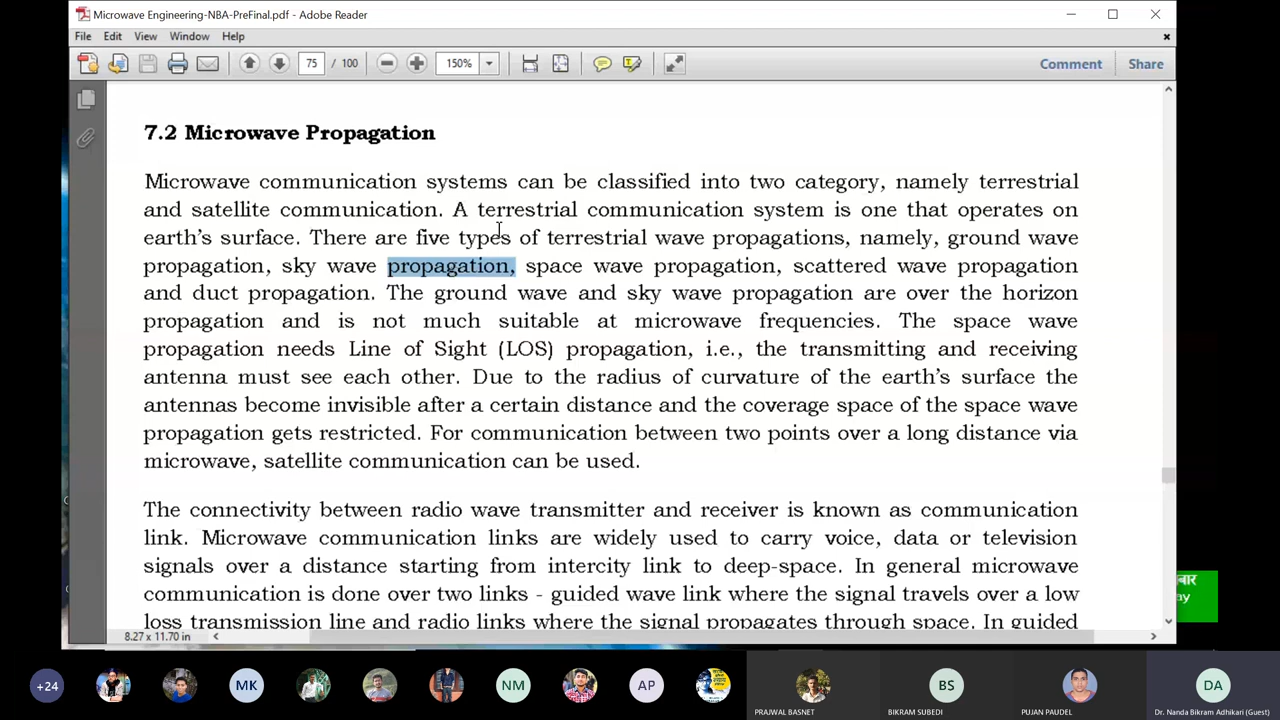 Microwave Engineering-NBA-PreFinal.pdf - Adobe Reader
File Edit View Window Help
75 / 100 150% Comment Share
7.2 Microwave Propagation
Microwave communication systems can be classified into two category, namely terrestrial
and satellite communication. A terrestrial communication system is one that operates on
earth's surface. There are five types of terrestrial wave propagations, namely, ground wave
propagation, sky wave propagation, space wave propagation, scattered wave propagation
and duct propagation. The ground wave and sky wave propagation are over the horizon
propagation and is not much suitable at microwave frequencies. The space wave
propagation needs Line of Sight (LOS) propagation, i.e., the transmitting and receiving
antenna must see each other. Due to the radius of curvature of the earth's surface the
antennas become invisible after a certain distance and the coverage space of the space wave
propagation gets restricted. For communication between two points over a long distance via
microwave, satellite communication can be used.
The connectivity between radio wave transmitter and receiver is known as communication
link. Microwave communication links are widely used to carry voice, data or television
signals over a distance starting from intercity link to deep-space. In general microwave
communication is done over two links - guided wave link where the signal travels over a low
loss transmission line and radio links where the signal propagates through space. In guided
8.27 x 11.70 in
+24 MK NM AP BS DA
PRAJWAL BASNET BIKRAM SUBEDI PUJAN PAUDEL Dr. Nanda Bikram Adhikari (Guest)